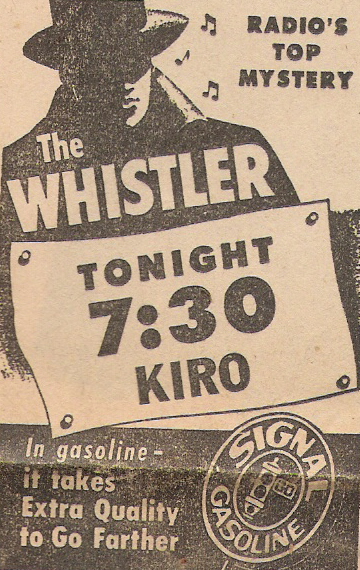 RADIO'S
TOP
MYSTERY
The
WHISTLER
TONIGHT
7:30
KIRO
In gasoline -
it takes
Extra Quality
to Go Farther
SIGNAL
GO
GASOLINE